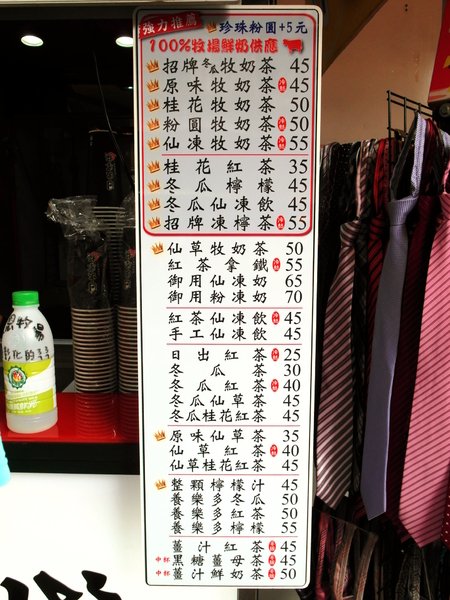 強力推薦
珍珠粉圓+5元
100%牧場鮮奶供應
招牌冬瓜牧奶茶 45
原味牧奶茶 45
桂花牧奶茶 50
粉圓牧奶茶 50
仙凍牧奶茶 55
桂花紅茶 35
冬瓜檸檬 45
冬瓜仙凍飲 45
招牌凍檸茶 55
仙草牧奶茶 50
紅茶拿鐵 55
御用仙凍奶 65
御用粉凍奶 70
紅茶仙凍飲 45
手工仙凍飲 45
日出紅茶 25
冬瓜茶 30
冬瓜紅茶 40
冬瓜仙草茶 45
冬瓜桂花紅茶 45
原味仙草茶 35
仙草紅茶 40
仙草桂花紅茶 45
整顆檸檬汁 45
養樂多冬瓜 50
養樂多紅茶 50
養樂多檸檬 55
薑汁紅茶 45
中杯 黑糖薑母茶 45
中杯 薑汁鮮奶茶 50